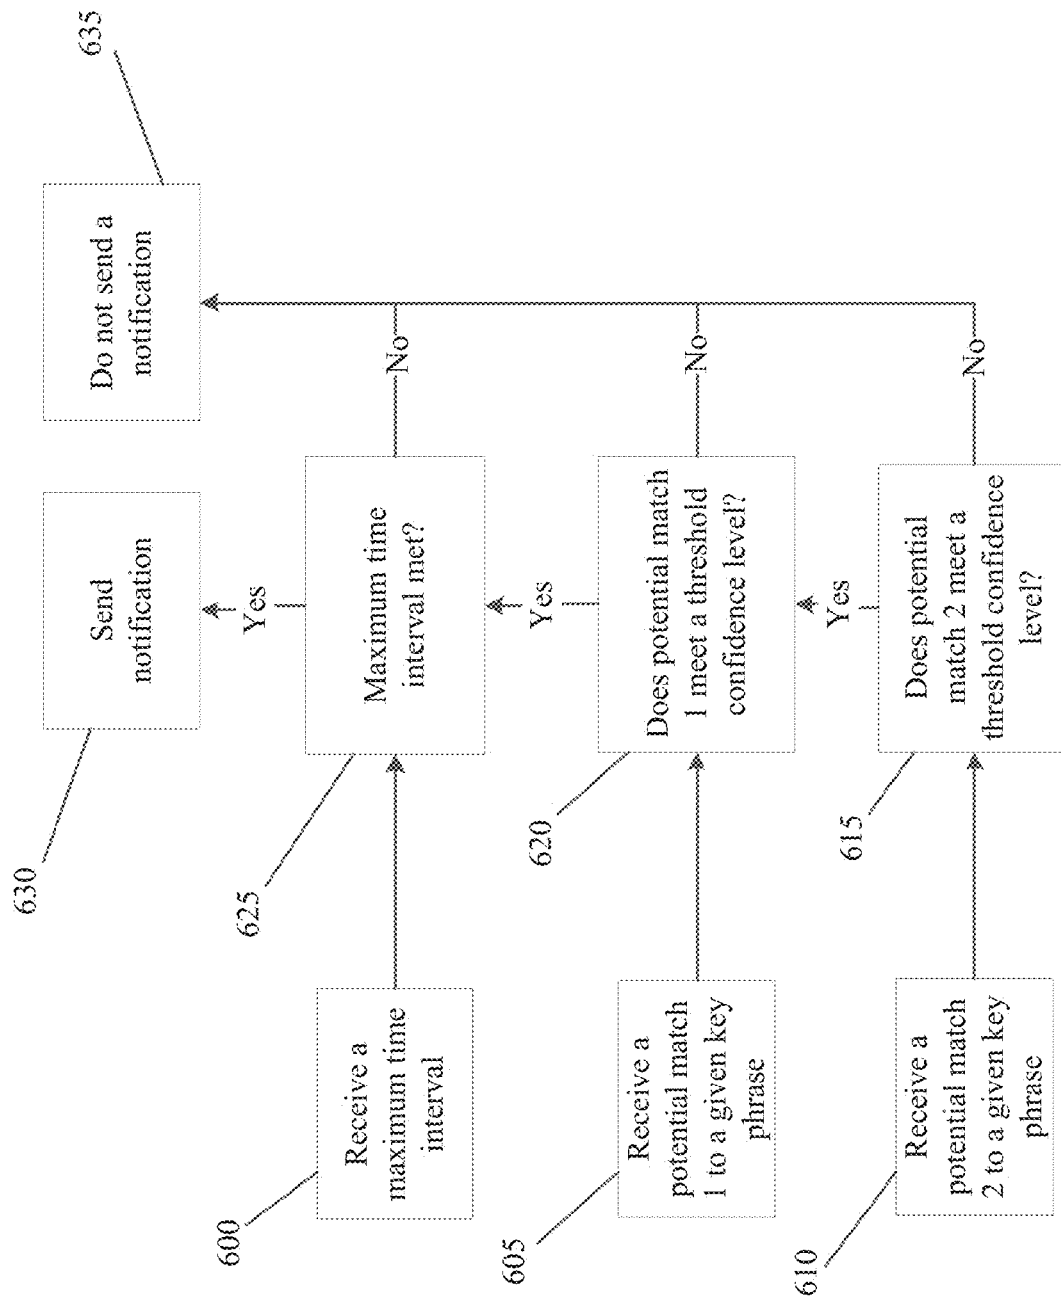 600
Receive a
maximum time
interval
605
Receive a
potential match
1 to a given key
phrase
610
Receive a
potential match
2 to a given key
phrase
625
Maximum time
interval met?
620
Does potential match
1 meet a threshold
confidence level?
615
Does potential
match 2 meet a
threshold confidence
level?
Yes
Yes
Yes
No
No
No
630
Send
notification
635
Do not send a
notification